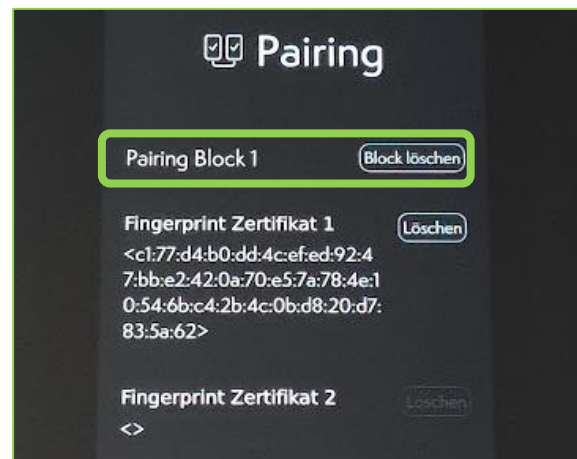 Pairing
Pairing Block 1 Block löschen
Fingerprint Zertifikat 1 Löschen
<c1:77:d4:b0:dd:4c:ef:ed:92:4
7:bb:e2:42:0a:70:e5:7a:78:4e:1
0:54:6b:c4:2b:4c:0b:d8:20:d7:
83:5a:62>
Fingerprint Zertifikat 2 Löschen
<>